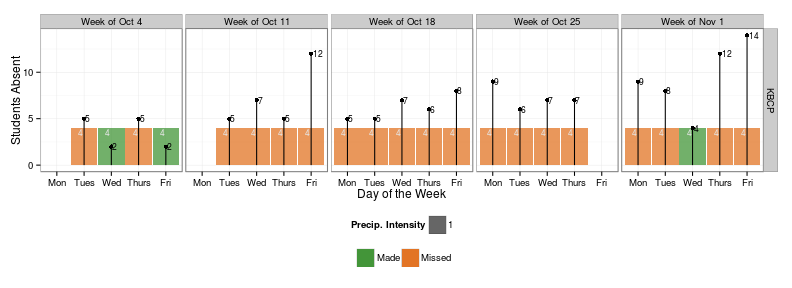 Week of Oct 4 Week of Oct 11 Week of Oct 18 Week of Oct 25 Week of Nov 1
Students Absent
10
5
0
4 5 4 2 4 5 4 2
4 5 4 7 4 5 4 12
4 5 4 5 4 7 4 6 4 8
4 9 4 6 4 7 4 7
4 9 4 8 4 4 4 12 4 14
KBCP
Mon Tues Wed Thurs Fri Mon Tues Wed Thurs Fri Mon Tues Wed Thurs Fri Mon Tues Wed Thurs Fri Mon Tues Wed Thurs Fri
Day of the Week
Precip. Intensity 1
Made Missed